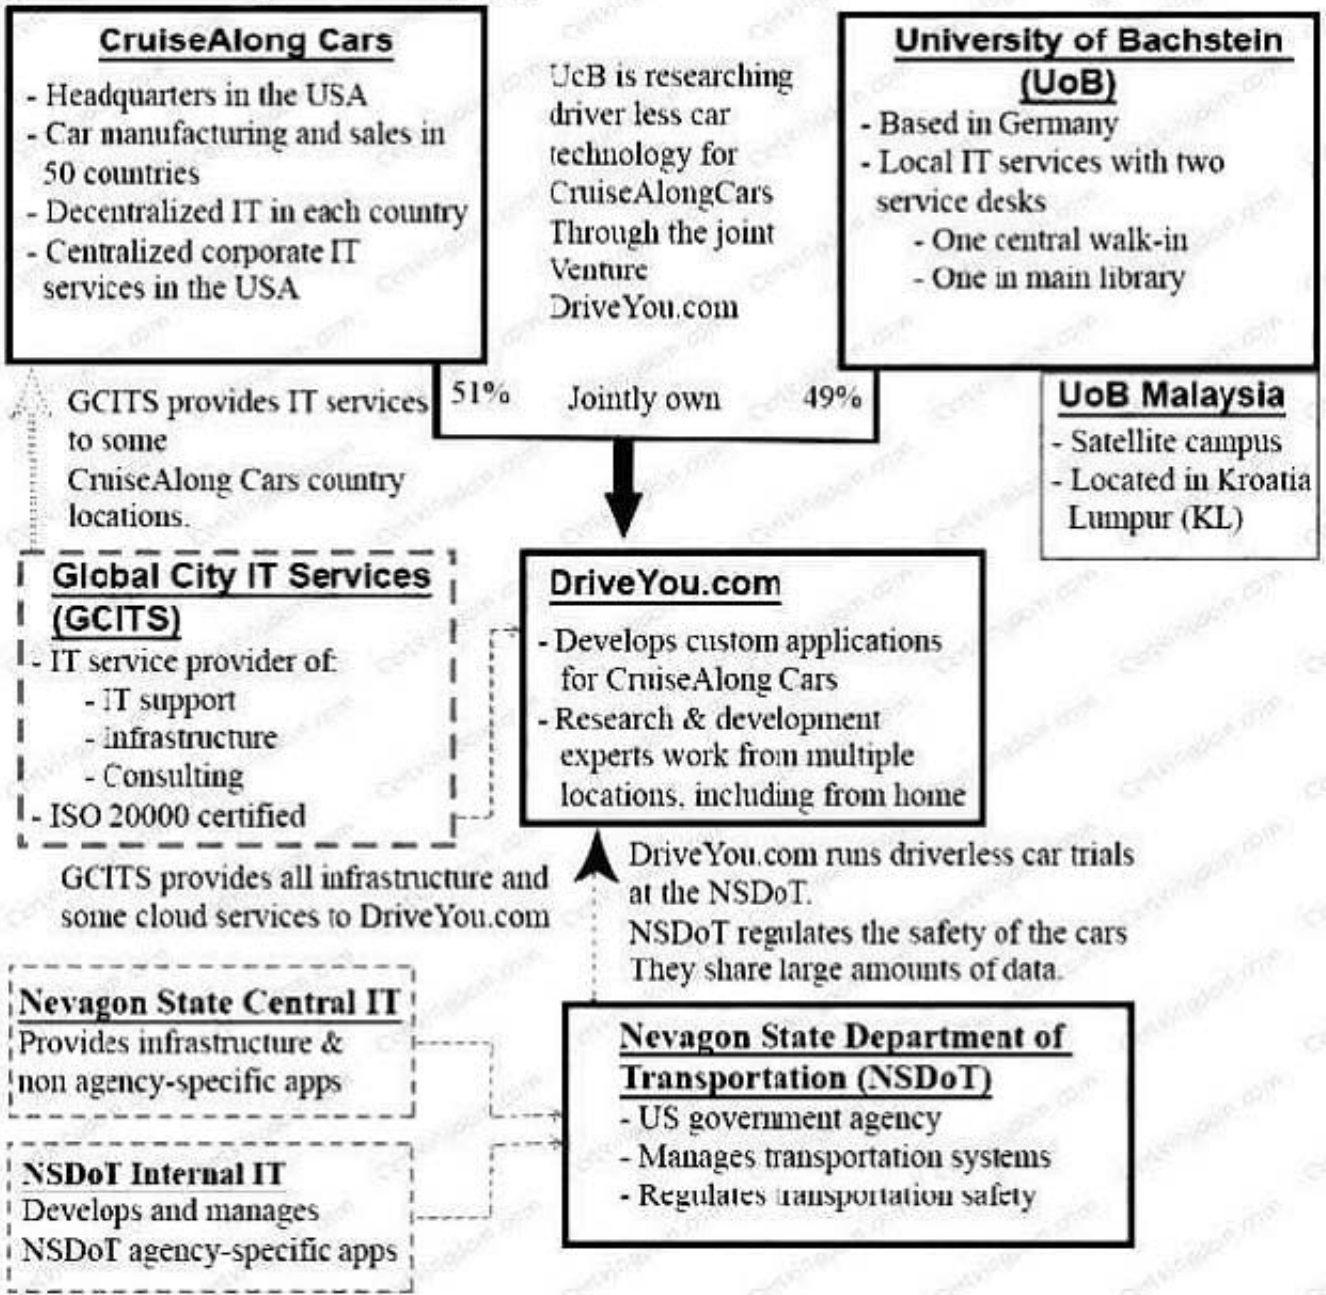 CruiseAlong Cars
- Headquarters in the USA
- Car manufacturing and sales in
50 countries
- Decentralized IT in each country
- Centralized corporate IT
services in the USA
UcB is researching
driver less car
technology for
CruiseAlongCars
Through the joint
Venture
DriveYou.com
University of Bachstein
(UoB)
- Based in Germany
- Local IT services with two
service desks
- One central walk-in
- One in main library
51% Jointly own 49%
UoB Malaysia
- Satellite campus
- Located in Kroatia
Lumpur (KL)
GCITS provides IT services
to some
CruiseAlong Cars country
locations.
Global City IT Services
(GCITS)
- IT service provider of:
- IT support
- Infrastructure
- Consulting
- ISO 20000 certified
DriveYou.com
- Develops custom applications
for CruiseAlong Cars
- Research & development
experts work from multiple
locations, including from home
GCITS provides all infrastructure and
some cloud services to DriveYou.com
DriveYou.com runs driverless car trials
at the NSDoT.
NSDoT regulates the safety of the cars
They share large amounts of data.
Nevagon State Central IT
Provides infrastructure &
non agency-specific apps
NSDoT Internal IT
Develops and manages
NSDoT agency-specific apps
Nevagon State Department of
Transportation (NSDoT)
- US government agency
- Manages transportation systems
- Regulates transportation safety